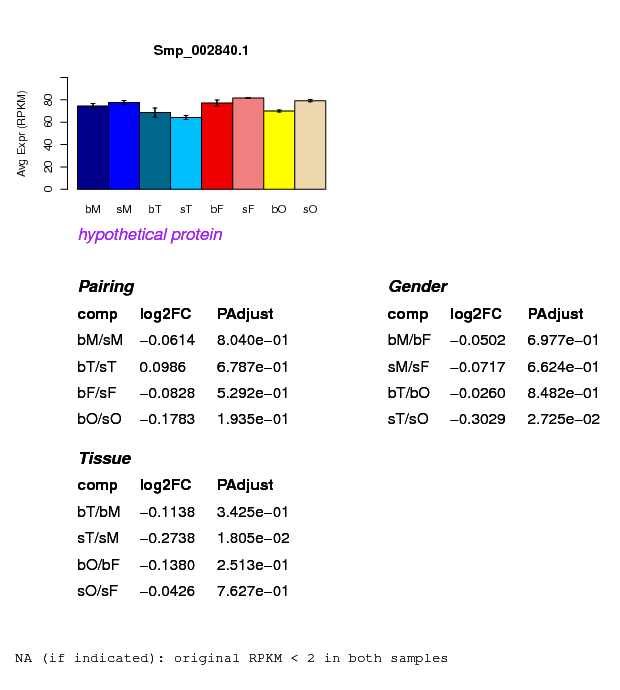 Smp_002840.1
Avg Expr (RPKM)
0 20 40 60 80
bM sM bT sT bF sF bO sO
hypothetical protein
Pairing
comp log2FC PAdjust
bM/sM −0.0614 8.040e−01
bT/sT 0.0986 6.787e−01
bF/sF −0.0828 5.292e−01
bO/sO −0.1783 1.935e−01
Gender
comp log2FC PAdjust
bM/bF −0.0502 6.977e−01
sM/sF −0.0717 6.624e−01
bT/bO −0.0260 8.482e−01
sT/sO −0.3029 2.725e−02
Tissue
comp log2FC PAdjust
bT/bM −0.1138 3.425e−01
sT/sM −0.2738 1.805e−02
bO/bF −0.1380 2.513e−01
sO/sF −0.0426 7.627e−01
NA (if indicated): original RPKM < 2 in both samples